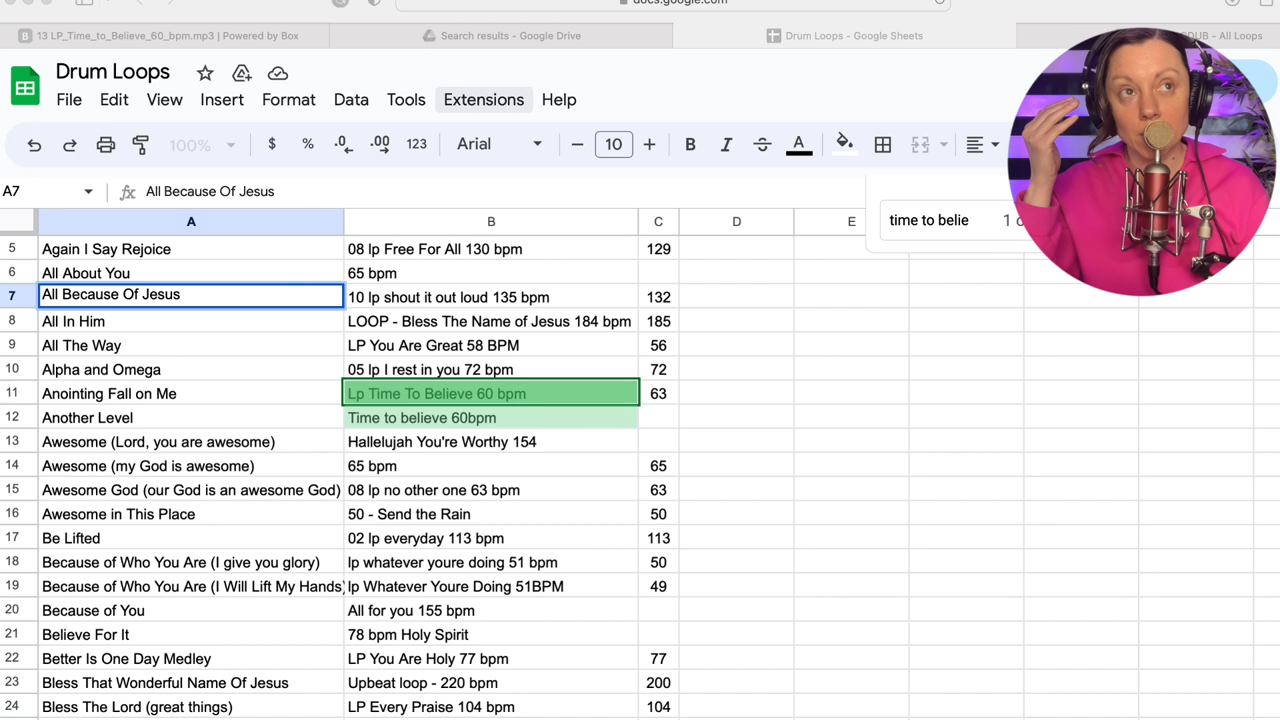 docs.google.com
13 LP_Time_to_Believe_60_bpm.mp3 | Powered by Box
Search results - Google Drive
Drum Loops - Google Sheets
DUB - All Loops
Drum Loops
File Edit View Insert Format Data Tools Extensions Help
100% $ % .0 .00 123 Arial 10 B I S A
A7 fx All Because Of Jesus
time to belie 1 o
A B C D E
5 Again I Say Rejoice 08 lp Free For All 130 bpm 129
6 All About You 65 bpm
7 All Because Of Jesus 10 lp shout it out loud 135 bpm 132
8 All In Him LOOP - Bless The Name of Jesus 184 bpm 185
9 All The Way LP You Are Great 58 BPM 56
10 Alpha and Omega 05 lp I rest in you 72 bpm 72
11 Anointing Fall on Me Lp Time To Believe 60 bpm 63
12 Another Level Time to believe 60bpm
13 Awesome (Lord, you are awesome) Hallelujah You're Worthy 154
14 Awesome (my God is awesome) 65 bpm 65
15 Awesome God (our God is an awesome God) 08 lp no other one 63 bpm 63
16 Awesome in This Place 50 - Send the Rain 50
17 Be Lifted 02 lp everyday 113 bpm 113
18 Because of Who You Are (I give you glory) lp whatever youre doing 51 bpm 50
19 Because of Who You Are (I Will Lift My Hands) lp Whatever Youre Doing 51BPM 49
20 Because of You All for you 155 bpm
21 Believe For It 78 bpm Holy Spirit
22 Better Is One Day Medley LP You Are Holy 77 bpm 77
23 Bless That Wonderful Name Of Jesus Upbeat loop - 220 bpm 200
24 Bless The Lord (great things) LP Every Praise 104 bpm 104